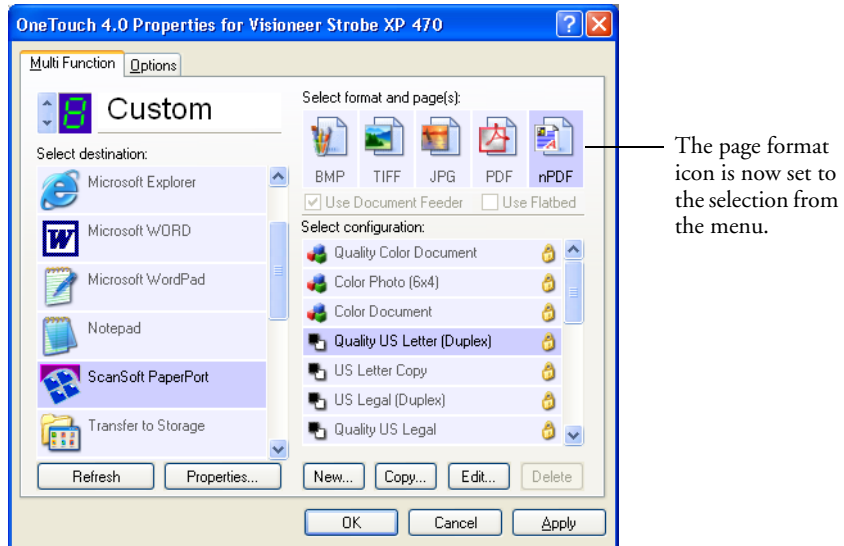 OneTouch 4.0 Properties for Visioneer Strobe XP 470
Multi Function
Options
8
Custom
Select destination:
Microsoft Explorer
Microsoft WORD
Microsoft WordPad
Notepad
ScanSoft PaperPort
Transfer to Storage
Refresh
Properties...
Select format and page(s):
BMP TIFF JPG PDF nPDF
Use Document Feeder
Use Flatbed
Select configuration:
Quality Color Document
Color Photo (6x4)
Color Document
Quality US Letter (Duplex)
US Letter Copy
US Legal (Duplex)
Quality US Legal
New... Copy... Edit... Delete
OK Cancel Apply
The page format
icon is now set to
the selection from
the menu.